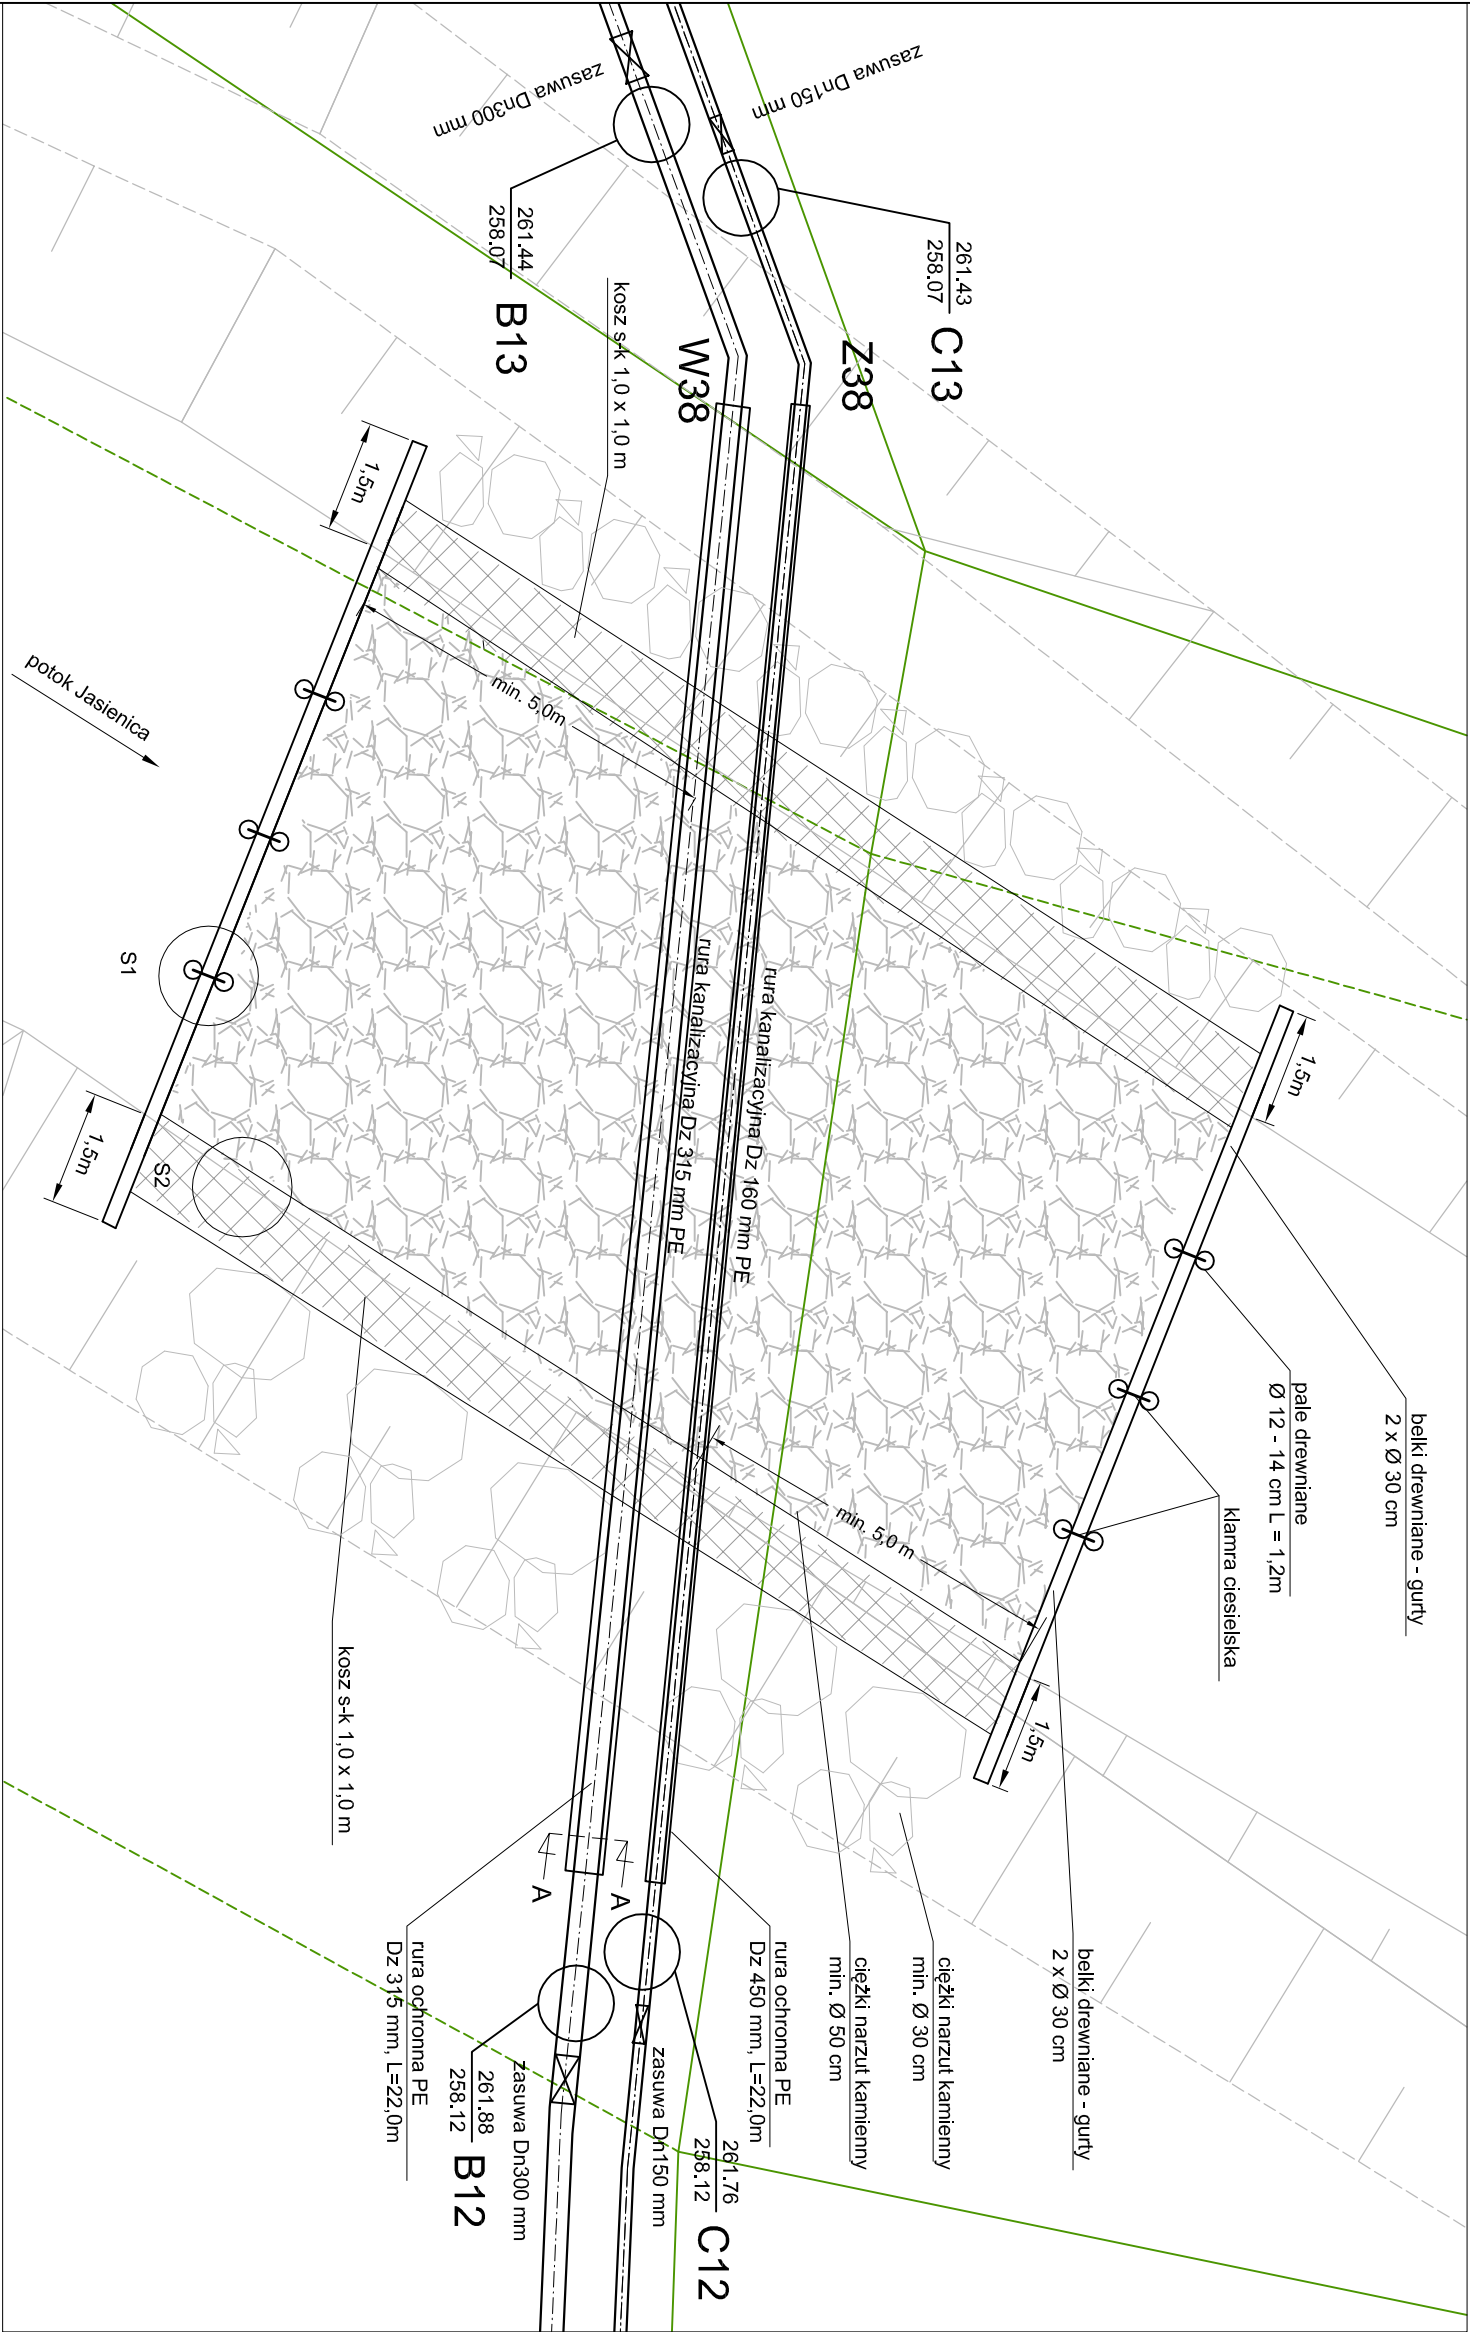 zasuwa Dn300 mm
zasuwa Dn150 mm
261.44
258.07
B13
261.43
258.07
C13
kosz s-k 1,0 x 1,0 m
W38
Z38
1,5m
potok Jasienica
min. 5,0m
S1
S2
1,5m
rura kanalizacyjna Dz 315 mm PE
rura kanalizacyjna Dz 160 mm PE
1,5m
belki drewniane - gurty
2 x Ø 30 cm
pale drewniane
Ø 12 - 14 cm L = 1,2m
klamra ciesielska
min. 5,0 m
1,5m
kosz s-k 1,0 x 1,0 m
A
A
rura ochronna PE
Dz 315 mm, L=22,0m
rura ochronna PE
Dz 450 mm, L=22,0m
ciężki narzut kamienny
min. Ø 50 cm
ciężki narzut kamienny
min. Ø 30 cm
belki drewniane - gurty
2 x Ø 30 cm
zasuwa Dn300 mm
261.88
258.12
B12
zasuwa Dn150 mm
261.76
258.12
C12